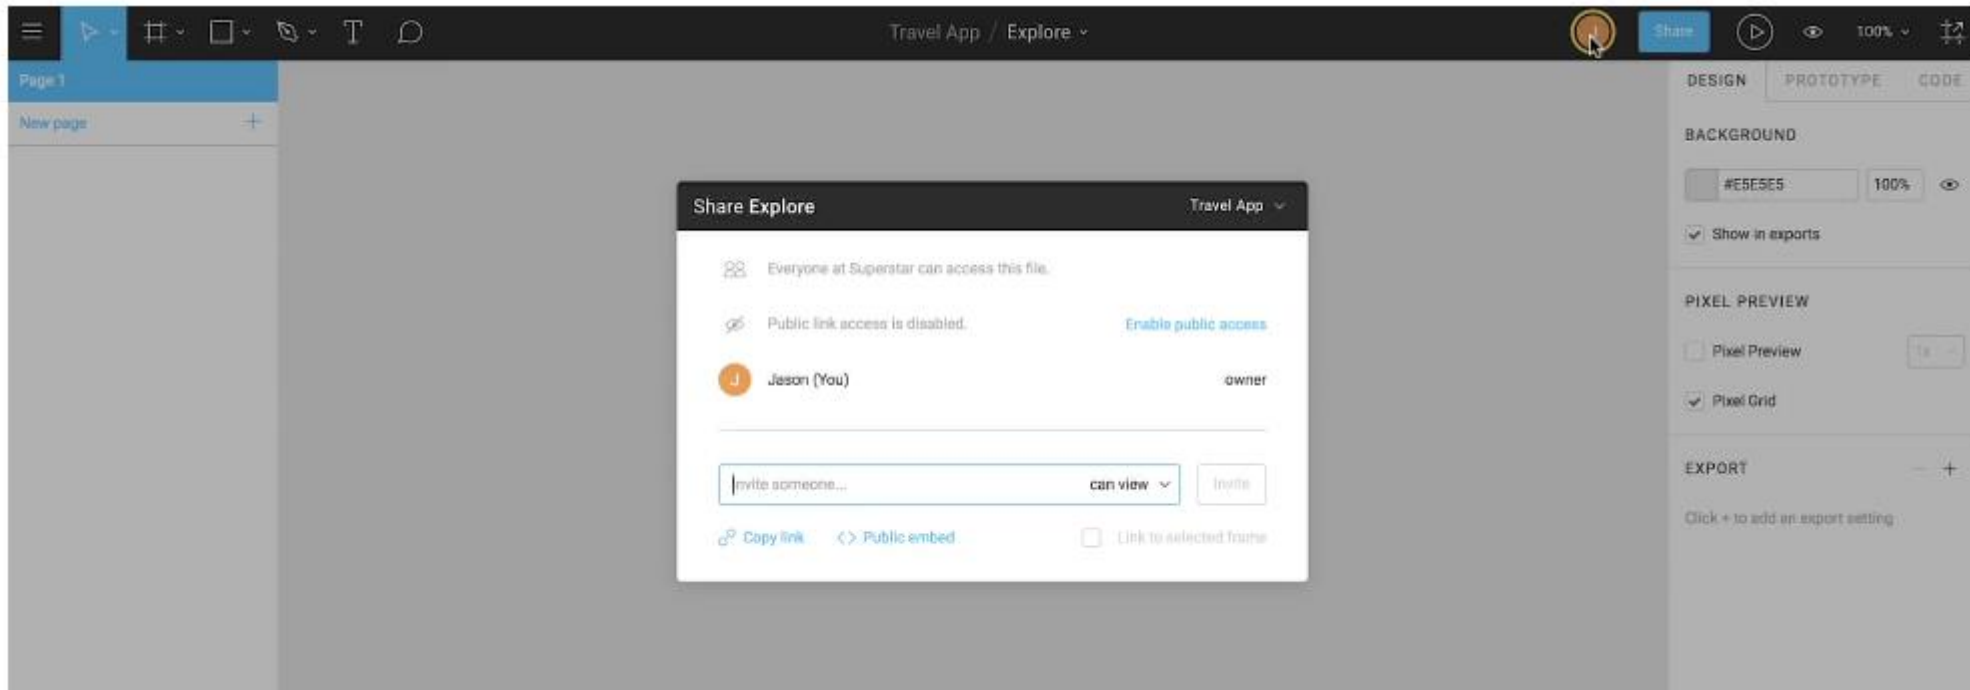 Travel App / Explore
J
Share
100%
Page 1
New page
DESIGN PROTOTYPE CODE
BACKGROUND
#E5E5E5 100%
Show in exports
PIXEL PREVIEW
Pixel Preview 1x
Pixel Grid
EXPORT
Click + to add an export setting
Share Explore Travel App
Everyone at Superstar can access this file.
Public link access is disabled. Enable public access
J Jason (You) owner
Invite someone... can view Invite
Copy link <> Public embed Link to selected frame